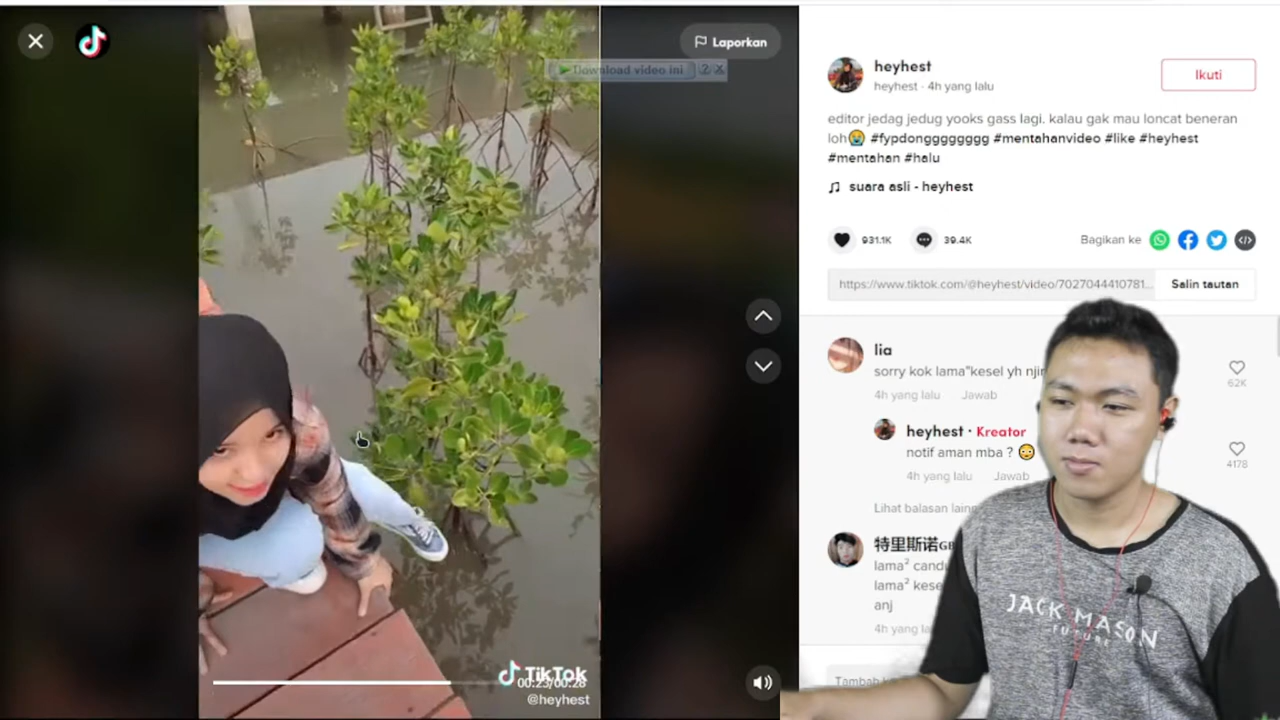 Laporkan
Download video ini
TikTok
00:23/00:28
@heyhest
heyhest
heyhest · 4h yang lalu
Ikuti
editor jedag jedug yooks gass lagi. kalau gak mau loncat beneran
loh😭 #fypdonggggggggg #mentahanvideo #like #heyhest
#mentahan #halu
suara asli - heyhest
931.1K
39.4K
Bagikan ke
https://www.tiktok.com/@heyhest/video/7027044410781...
Salin tautan
lia
sorry kok lama"kesel yh njir
4h yang lalu Jawab
62K
heyhest · Kreator
notif aman mba ? 😳
4h yang lalu Jawab
4178
Lihat balasan
特里斯诺
lama² candu
lama² kese
anj
4h yang
Tambah
JACK MASON
FUTURE